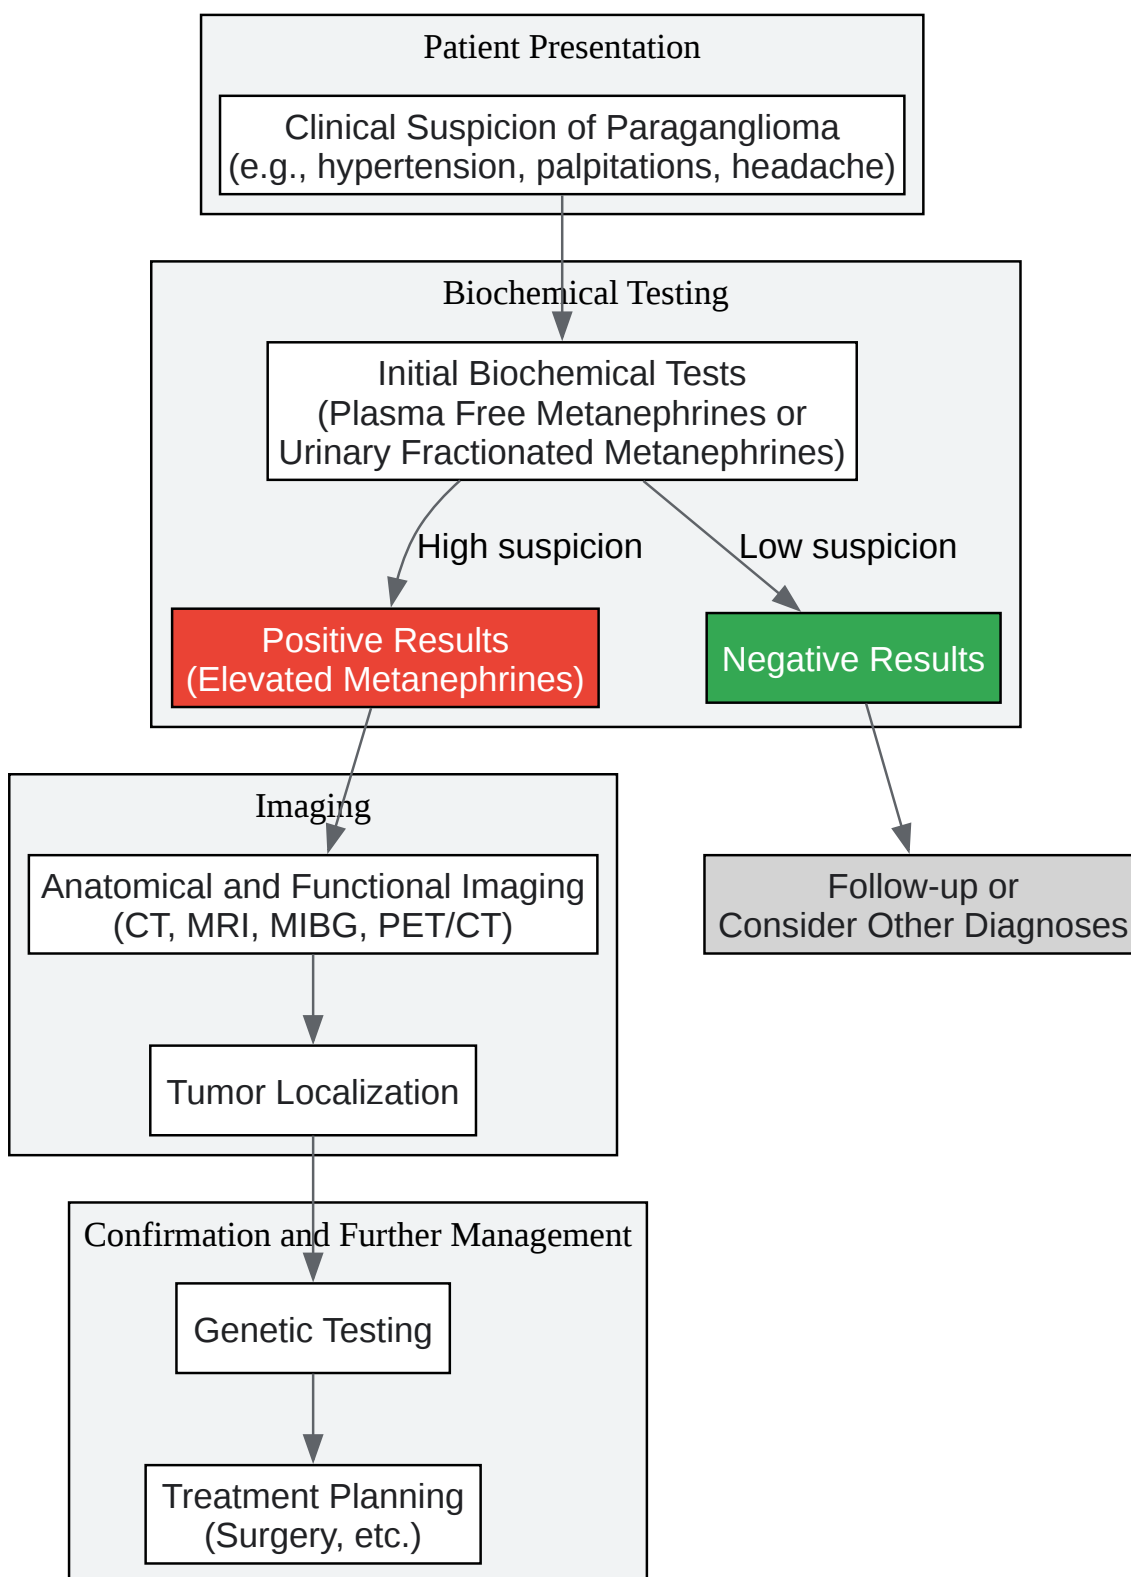 Patient Presentation
Clinical Suspicion of Paraganglioma
(e.g., hypertension, palpitations, headache)
Biochemical Testing
Initial Biochemical Tests
(Plasma Free Metanephrines or
Urinary Fractionated Metanephrines)
High suspicion
Low suspicion
Positive Results
(Elevated Metanephrines)
Negative Results
Imaging
Anatomical and Functional Imaging
(CT, MRI, MIBG, PET/CT)
Follow-up or
Consider Other Diagnoses
Tumor Localization
Confirmation and Further Management
Genetic Testing
Treatment Planning
(Surgery, etc.)